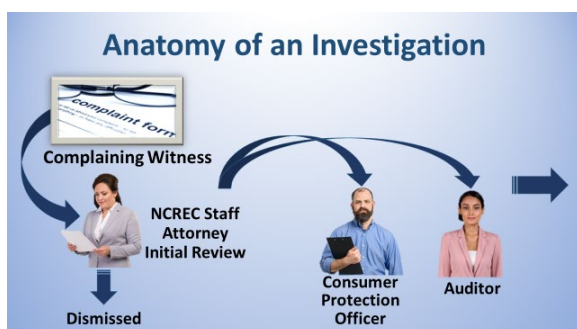 Anatomy of an Investigation
complaint form
Complaining Witness
NCREC Staff
Attorney
Initial Review
Dismissed
Consumer
Protection
Officer
Auditor